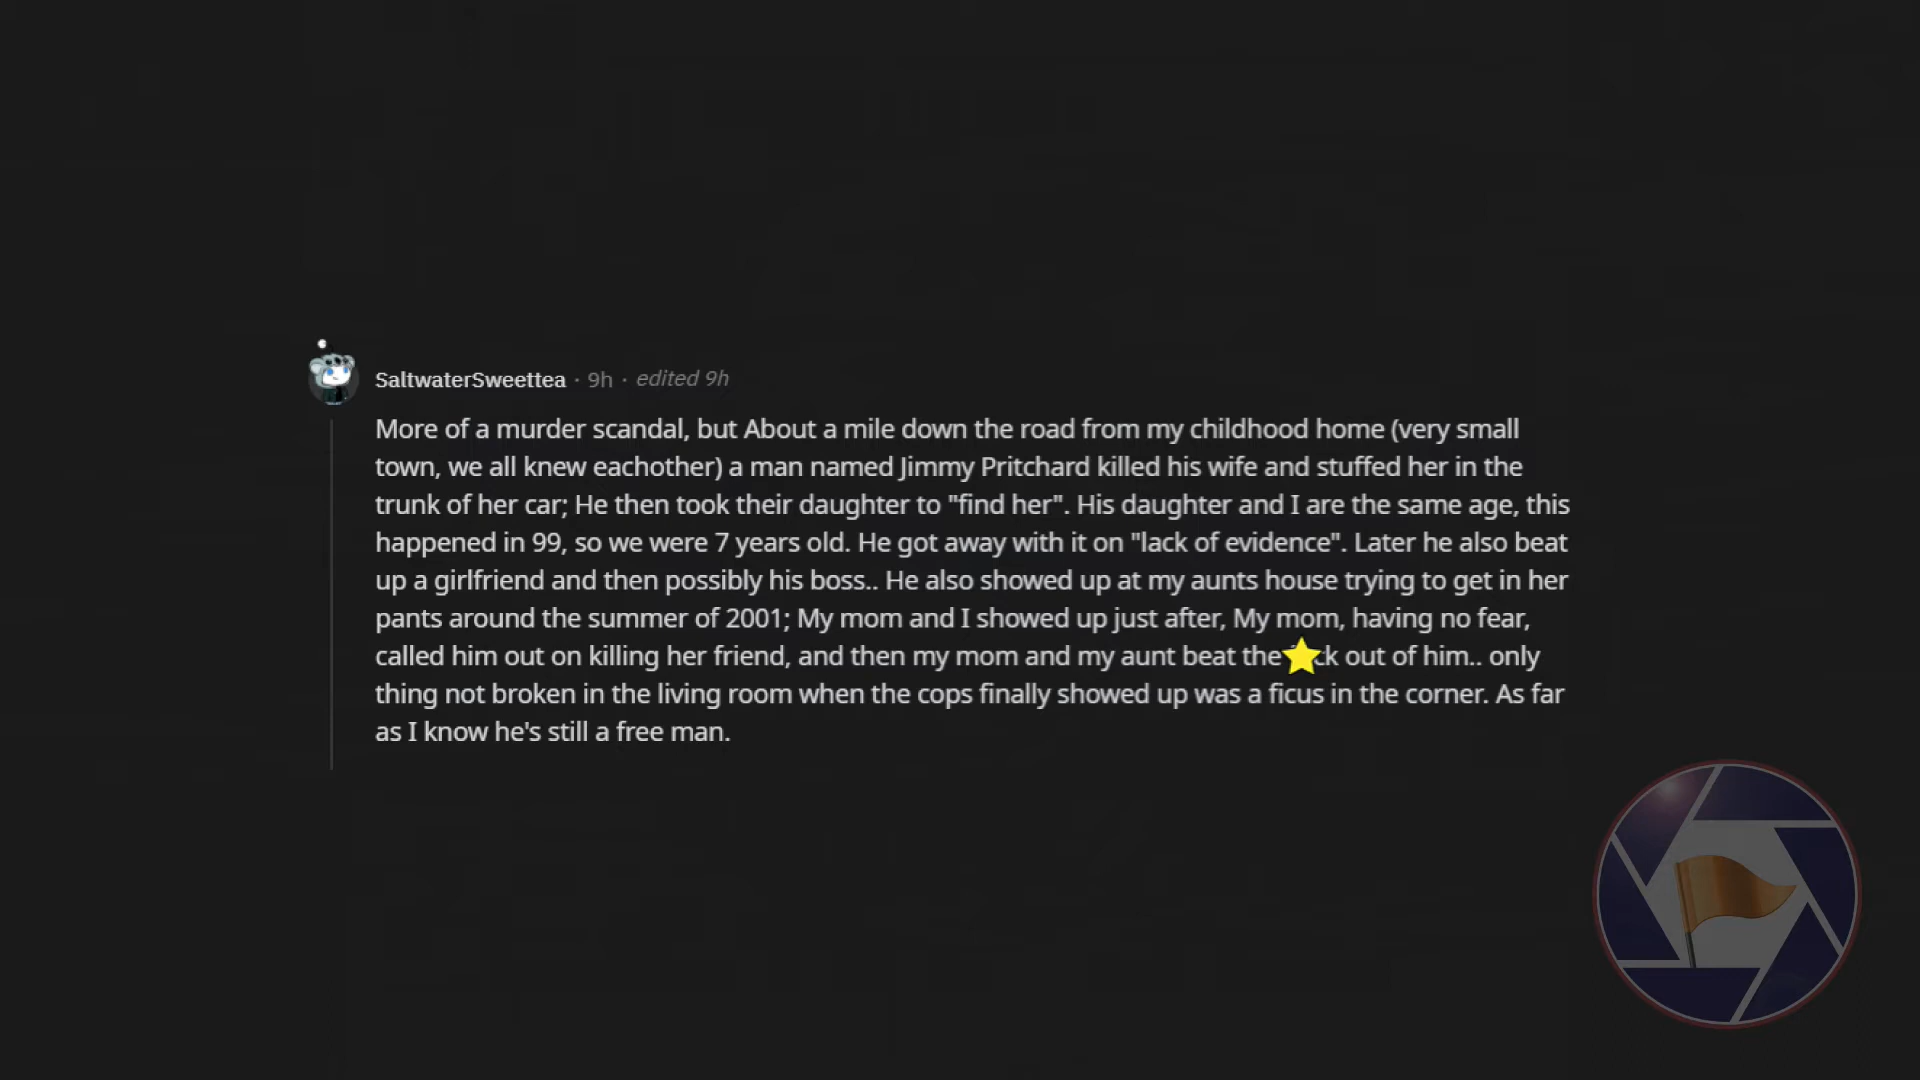 SaltwaterSweettea · 9h · edited 9h
More of a murder scandal, but About a mile down the road from my childhood home (very small
town, we all knew eachother) a man named Jimmy Pritchard killed his wife and stuffed her in the
trunk of her car; He then took their daughter to "find her". His daughter and I are the same age, this
happened in 99, so we were 7 years old. He got away with it on "lack of evidence". Later he also beat
up a girlfriend and then possibly his boss.. He also showed up at my aunts house trying to get in her
pants around the summer of 2001; My mom and I showed up just after, My mom, having no fear,
called him out on killing her friend, and then my mom and my aunt beat the ck out of him.. only
thing not broken in the living room when the cops finally showed up was a ficus in the corner. As far
as I know he's still a free man.